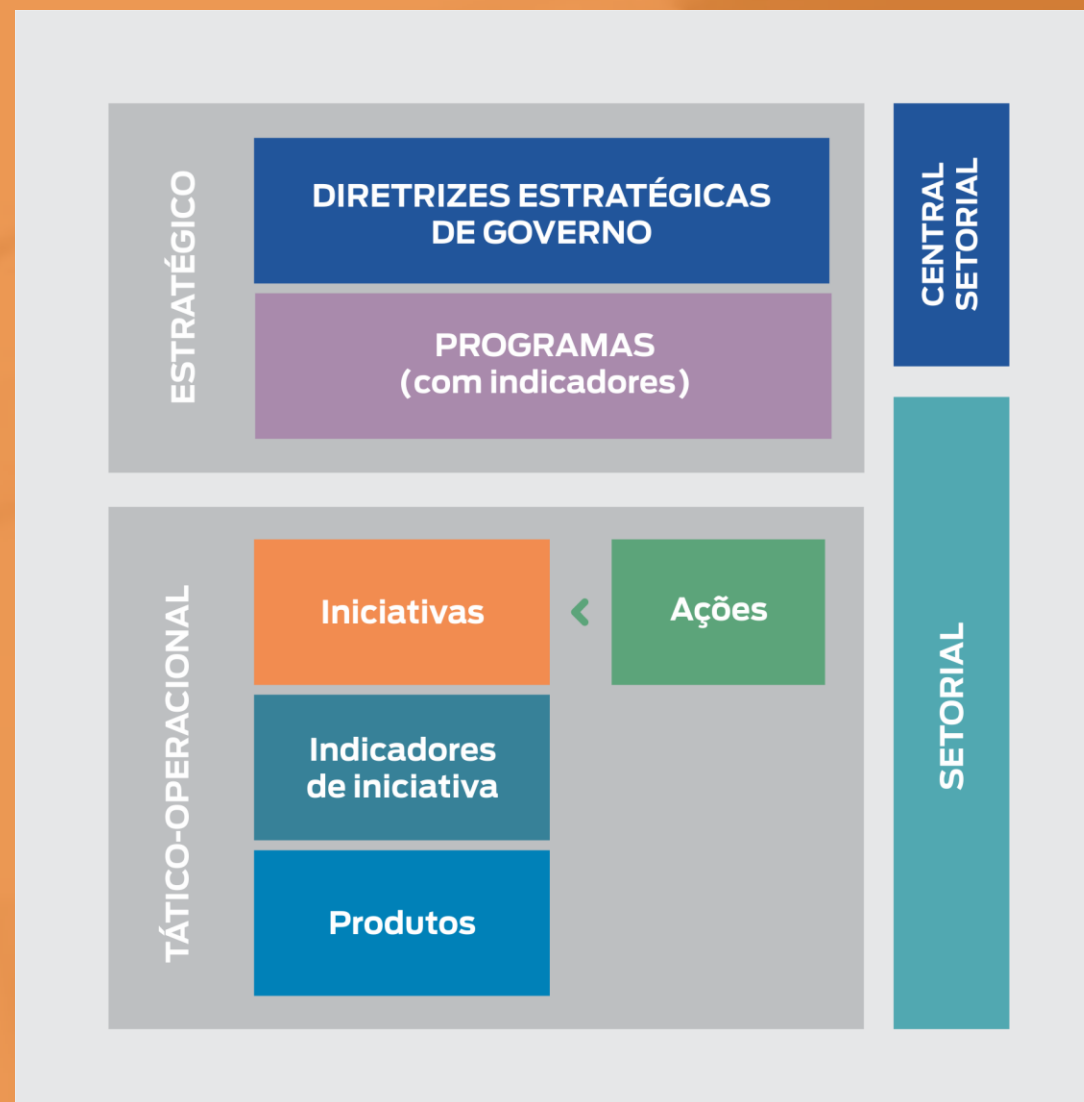 ESTRATÉGICO
DIRETRIZES ESTRATÉGICAS
DE GOVERNO
PROGRAMAS
(com indicadores)
CENTRAL
SETORIAL
TÁTICO-OPERACIONAL
Iniciativas
<
Ações
Indicadores
de iniciativa
Produtos
SETORIAL